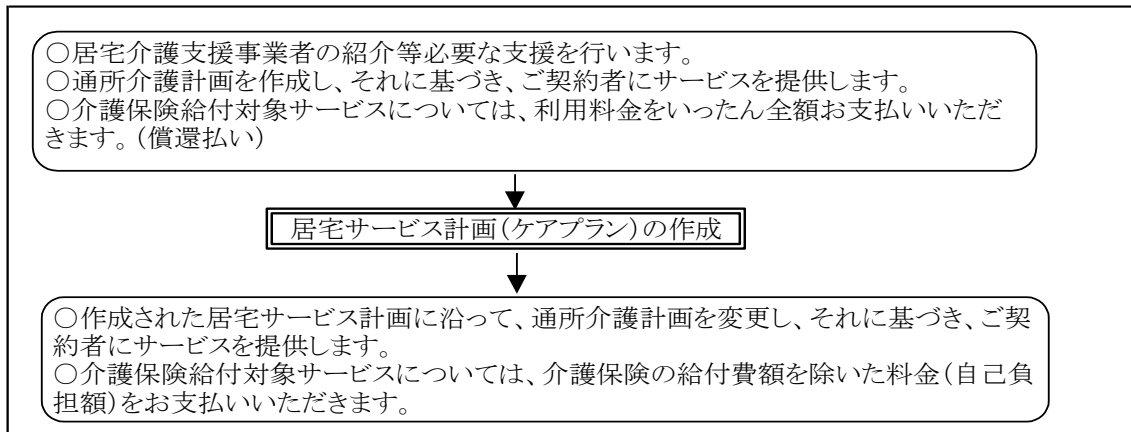 ○居宅介護支援事業者の紹介等必要な支援を行います。
○通所介護計画を作成し、それに基づき、ご契約者にサービスを提供します。
○介護保険給付対象サービスについては、利用料金をいったん全額お支払いいただ
きます。(償還払い)
居宅サービス計画(ケアプラン)の作成
○作成された居宅サービス計画に沿って、通所介護計画を変更し、それに基づき、ご契
約者にサービスを提供します。
○介護保険給付対象サービスについては、介護保険の給付費額を除いた料金(自己負
担額)をお支払いいただきます。